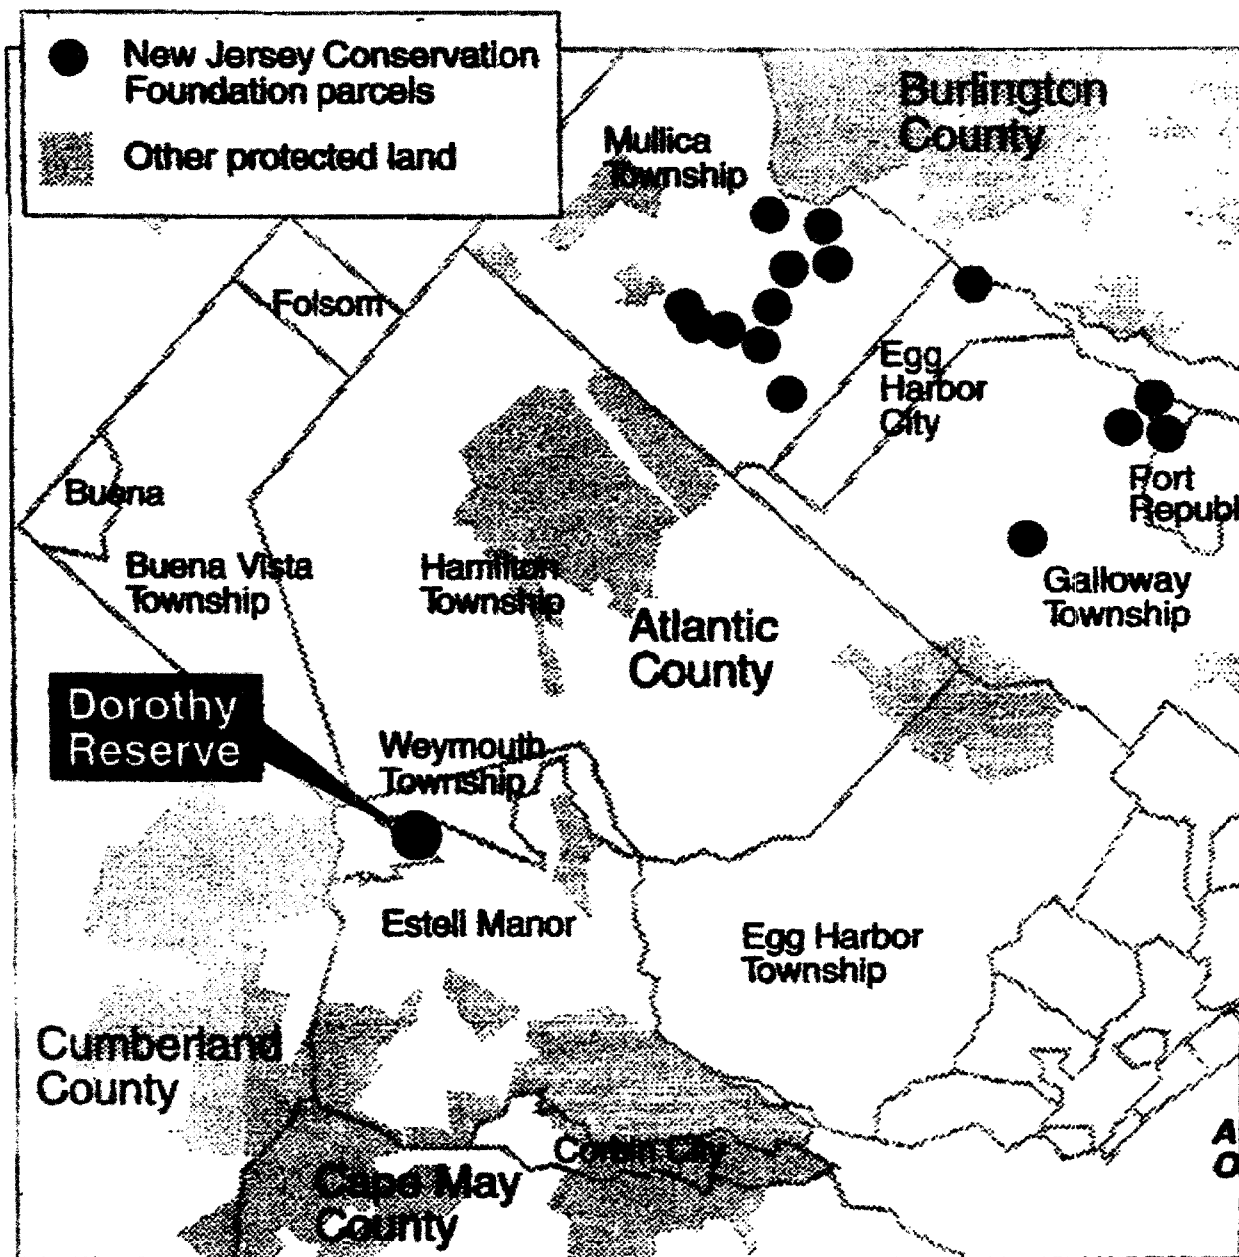 New Jersey Conservation
Foundation parcels
Other protected land
Burlington
County
Mullica
Township
Folsom
Egg
Harbor
City
Buena
Port
Republ
Buena Vista
Township
Hamilton
Township
Galloway
Township
Atlantic
County
Dorothy
Reserve
Weymouth
Township
Estell Manor
Egg Harbor
Township
Cumberland
County
Corbin City
Cape May
County
A
O